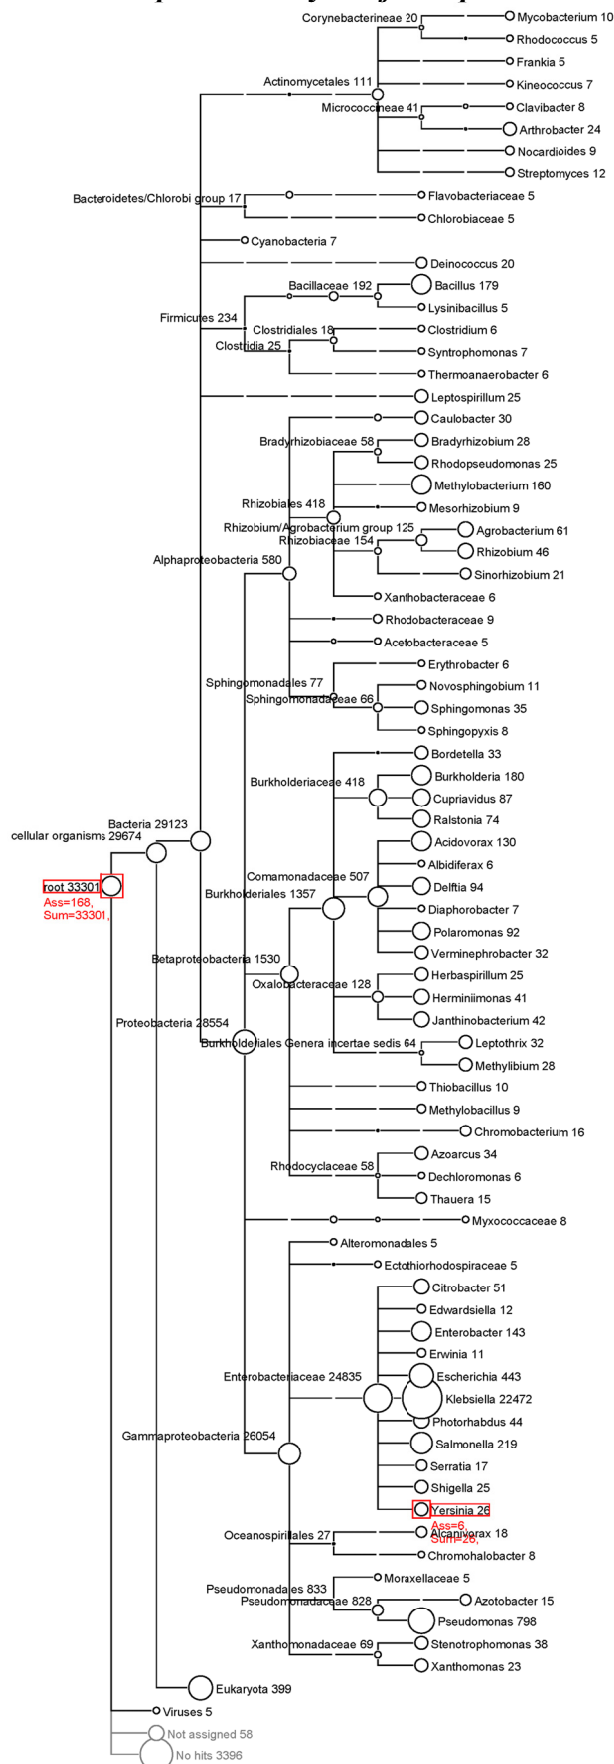 Corynebacterineae 20
Mycobacterium 10
Rhodococcus 5
Frankia 5
Actinomycetales 111
Kineococcus 7
Micrococcineae 41
Clavibacter 8
Arthrobacter 24
Nocardioides 9
Streptomyces 12
Bacteroidetes/Chlorobi group 17
Flavobacteriaceae 5
Chlorobiaceae 5
Cyanobacteria 7
Deinococcus 20
Bacillaceae 192
Bacillus 179
Lysinibacillus 5
Firmicutes 234
Clostridiales 18
Clostridium 6
Clostridia 25
Syntrophomonas 7
Thermoanaerobacter 6
Leptospirillum 25
Caulobacter 30
Bradyrhizobiaceae 58
Bradyrhizobium 28
Rhodopseudomonas 25
Methylobacterium 160
Rhizobiales 418
Mesorhizobium 9
Rhizobium/Agrobacterium group 125
Agrobacterium 61
Rhizobiaceae 154
Rhizobium 46
Alphaproteobacteria 580
Sinorhizobium 21
Xanthobacteraceae 6
Rhodobacteraceae 9
Acetobacteraceae 5
Erythrobacter 6
Sphingomonadales 77
Novosphingobium 11
Sphingomonadaceae 66
Sphingomonas 35
Sphingopyxis 8
Bordetella 33
Burkholderiaceae 418
Burkholderia 180
Cupriavidus 87
Ralstonia 74
Bacteria 29123
cellular organisms 29674
Acidovorax 130
Albidiferax 6
Comamonadaceae 507
root 33301
Delftia 94
Ass=168,
Burkholderiales 1357
Sum=33301,
Diaphorobacter 7
Polaromonas 92
Verminephrobacter 32
Betaproteobacteria 1530
Herbaspirillum 25
Oxalobacteraceae 128
Herminiimonas 41
Janthinobacterium 42
Proteobacteria 28554
Burkholderiales Genera incertae sedis 64
Leptothrix 32
Methylibium 28
Thiobacillus 10
Methylobacillus 9
Chromobacterium 16
Azoarcus 34
Rhodocyclaceae 58
Dechloromonas 6
Thauera 15
Myxococcaceae 8
Alteromonadales 5
Ectothiorhodospiraceae 5
Citrobacter 51
Edwardsiella 12
Enterobacter 143
Erwinia 11
Enterobacteriaceae 24835
Escherichia 443
Klebsiella 22472
Photorhabdus 44
Gammaproteobacteria 26054
Salmonella 219
Serratia 17
Shigella 25
Yersinia 26
Ass=6,
Sum=26,
Oceanospirillales 27
Alcanivorax 18
Chromohalobacter 8
Moraxellaceae 5
Pseudomonadales 833
Pseudomonadaceae 828
Azotobacter 15
Pseudomonas 798
Xanthomonadaceae 69
Stenotrophomonas 38
Xanthomonas 23
Eukaryota 399
Viruses 5
Not assigned 58
No hits 3396